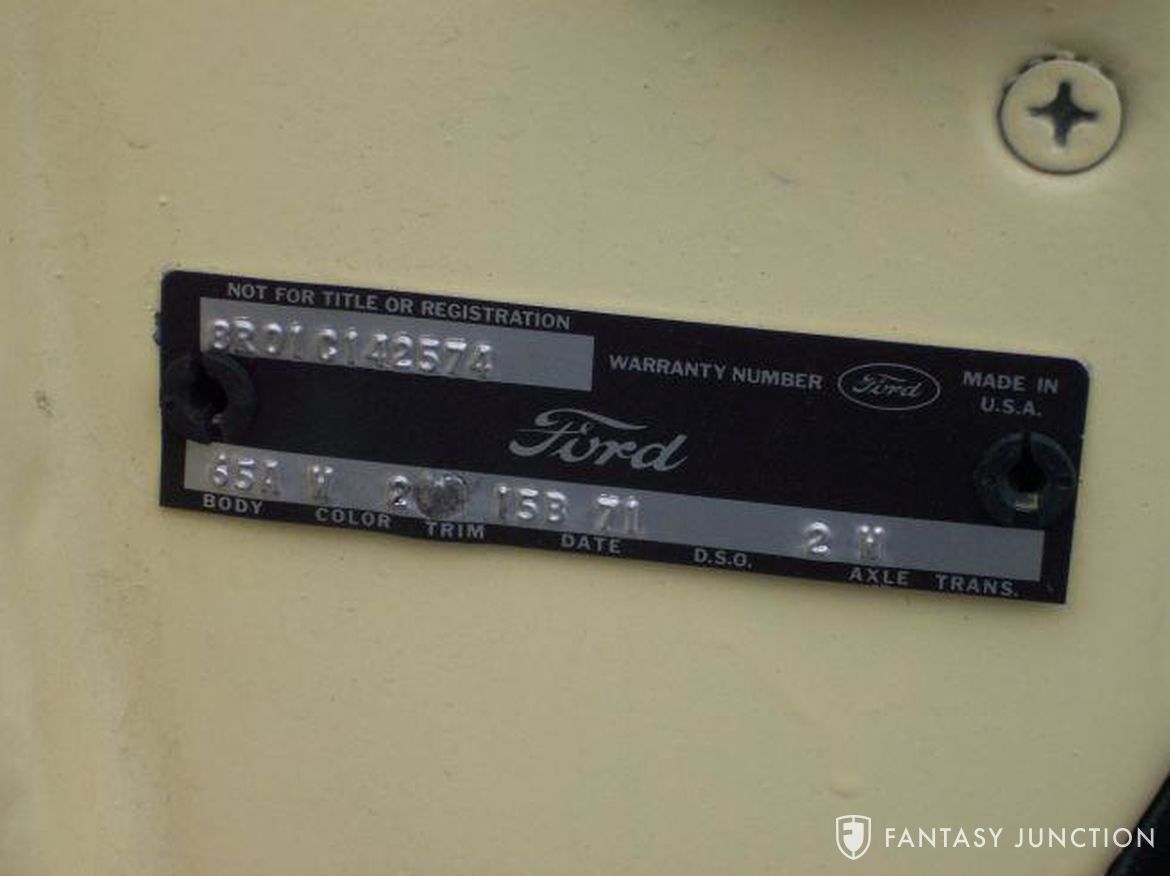 NOT FOR TITLE OR REGISTRATION
8R01C142574
WARRANTY NUMBER Ford MADE IN U.S.A.
Ford
65A 2 15B 71 2
BODY COLOR TRIM DATE D.S.O. AXLE TRANS.
FANTASY JUNCTION